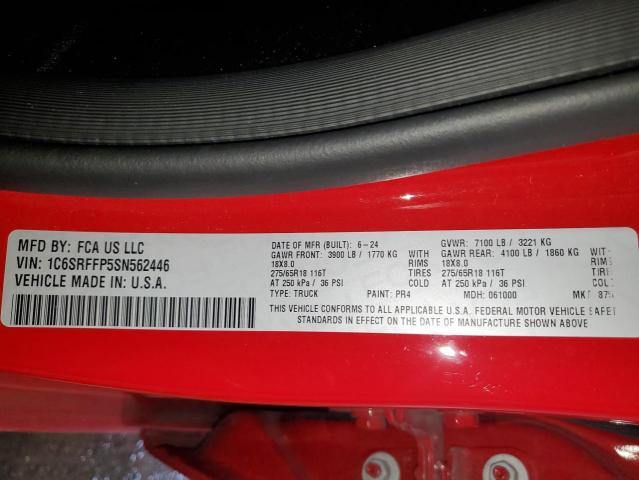 MFD BY: FCA US LLC
VIN: 1C6SRFFP5SN562446
VEHICLE MADE IN: U.S.A.
DATE OF MFR (BUILT): 6-24 GVWR: 7100 LB / 3221 KG
GAWR FRONT: 3900 LB / 1770 KG WITH GAWR REAR: 4100 LB / 1860 KG WITH
18X8.0 RIMS 18X8.0
275/65R18 116T TIRES 275/65R18 116T
AT 250 kPa / 36 PSI COLD AT 250 kPa / 36 PSI
TYPE: TRUCK PAINT: PR4 MDH: 061000
THIS VEHICLE CONFORMS TO ALL APPLICABLE U.S.A. FEDERAL MOTOR VEHICLE
STANDARDS IN EFFECT ON THE DATE OF MANUFACTURE SHOWN ABOVE